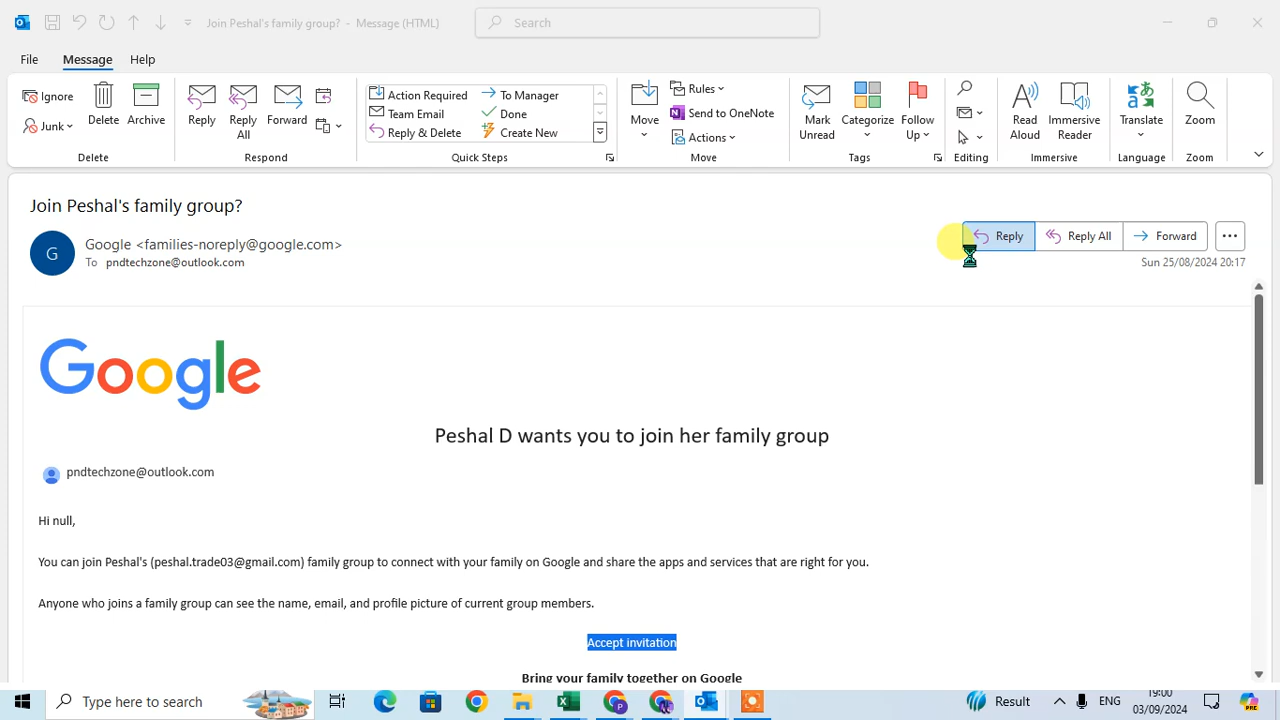 Join Peshal's family group? - Message (HTML)
Search
File Message Help
Ignore
Junk
Delete
Archive
Delete
Reply
Reply All
Forward
Respond
Action Required
To Manager
Team Email
Done
Reply & Delete
Create New
Quick Steps
Move
Rules
Send to OneNote
Actions
Move
Mark Unread
Categorize
Follow Up
Tags
Editing
Read Aloud
Immersive Reader
Immersive
Translate
Language
Zoom
Zoom
Join Peshal's family group?
G
Google <families-noreply@google.com>
To pndtechzone@outlook.com
Reply
Reply All
Forward
Sun 25/08/2024 20:17
Google
Peshal D wants you to join her family group
pndtechzone@outlook.com
Hi null,
You can join Peshal's (peshal.trade03@gmail.com) family group to connect with your family on Google and share the apps and services that are right for you.
Anyone who joins a family group can see the name, email, and profile picture of current group members.
Accept invitation
Bring your family together on Google
Type here to search
Result
ENG
19:00
03/09/2024